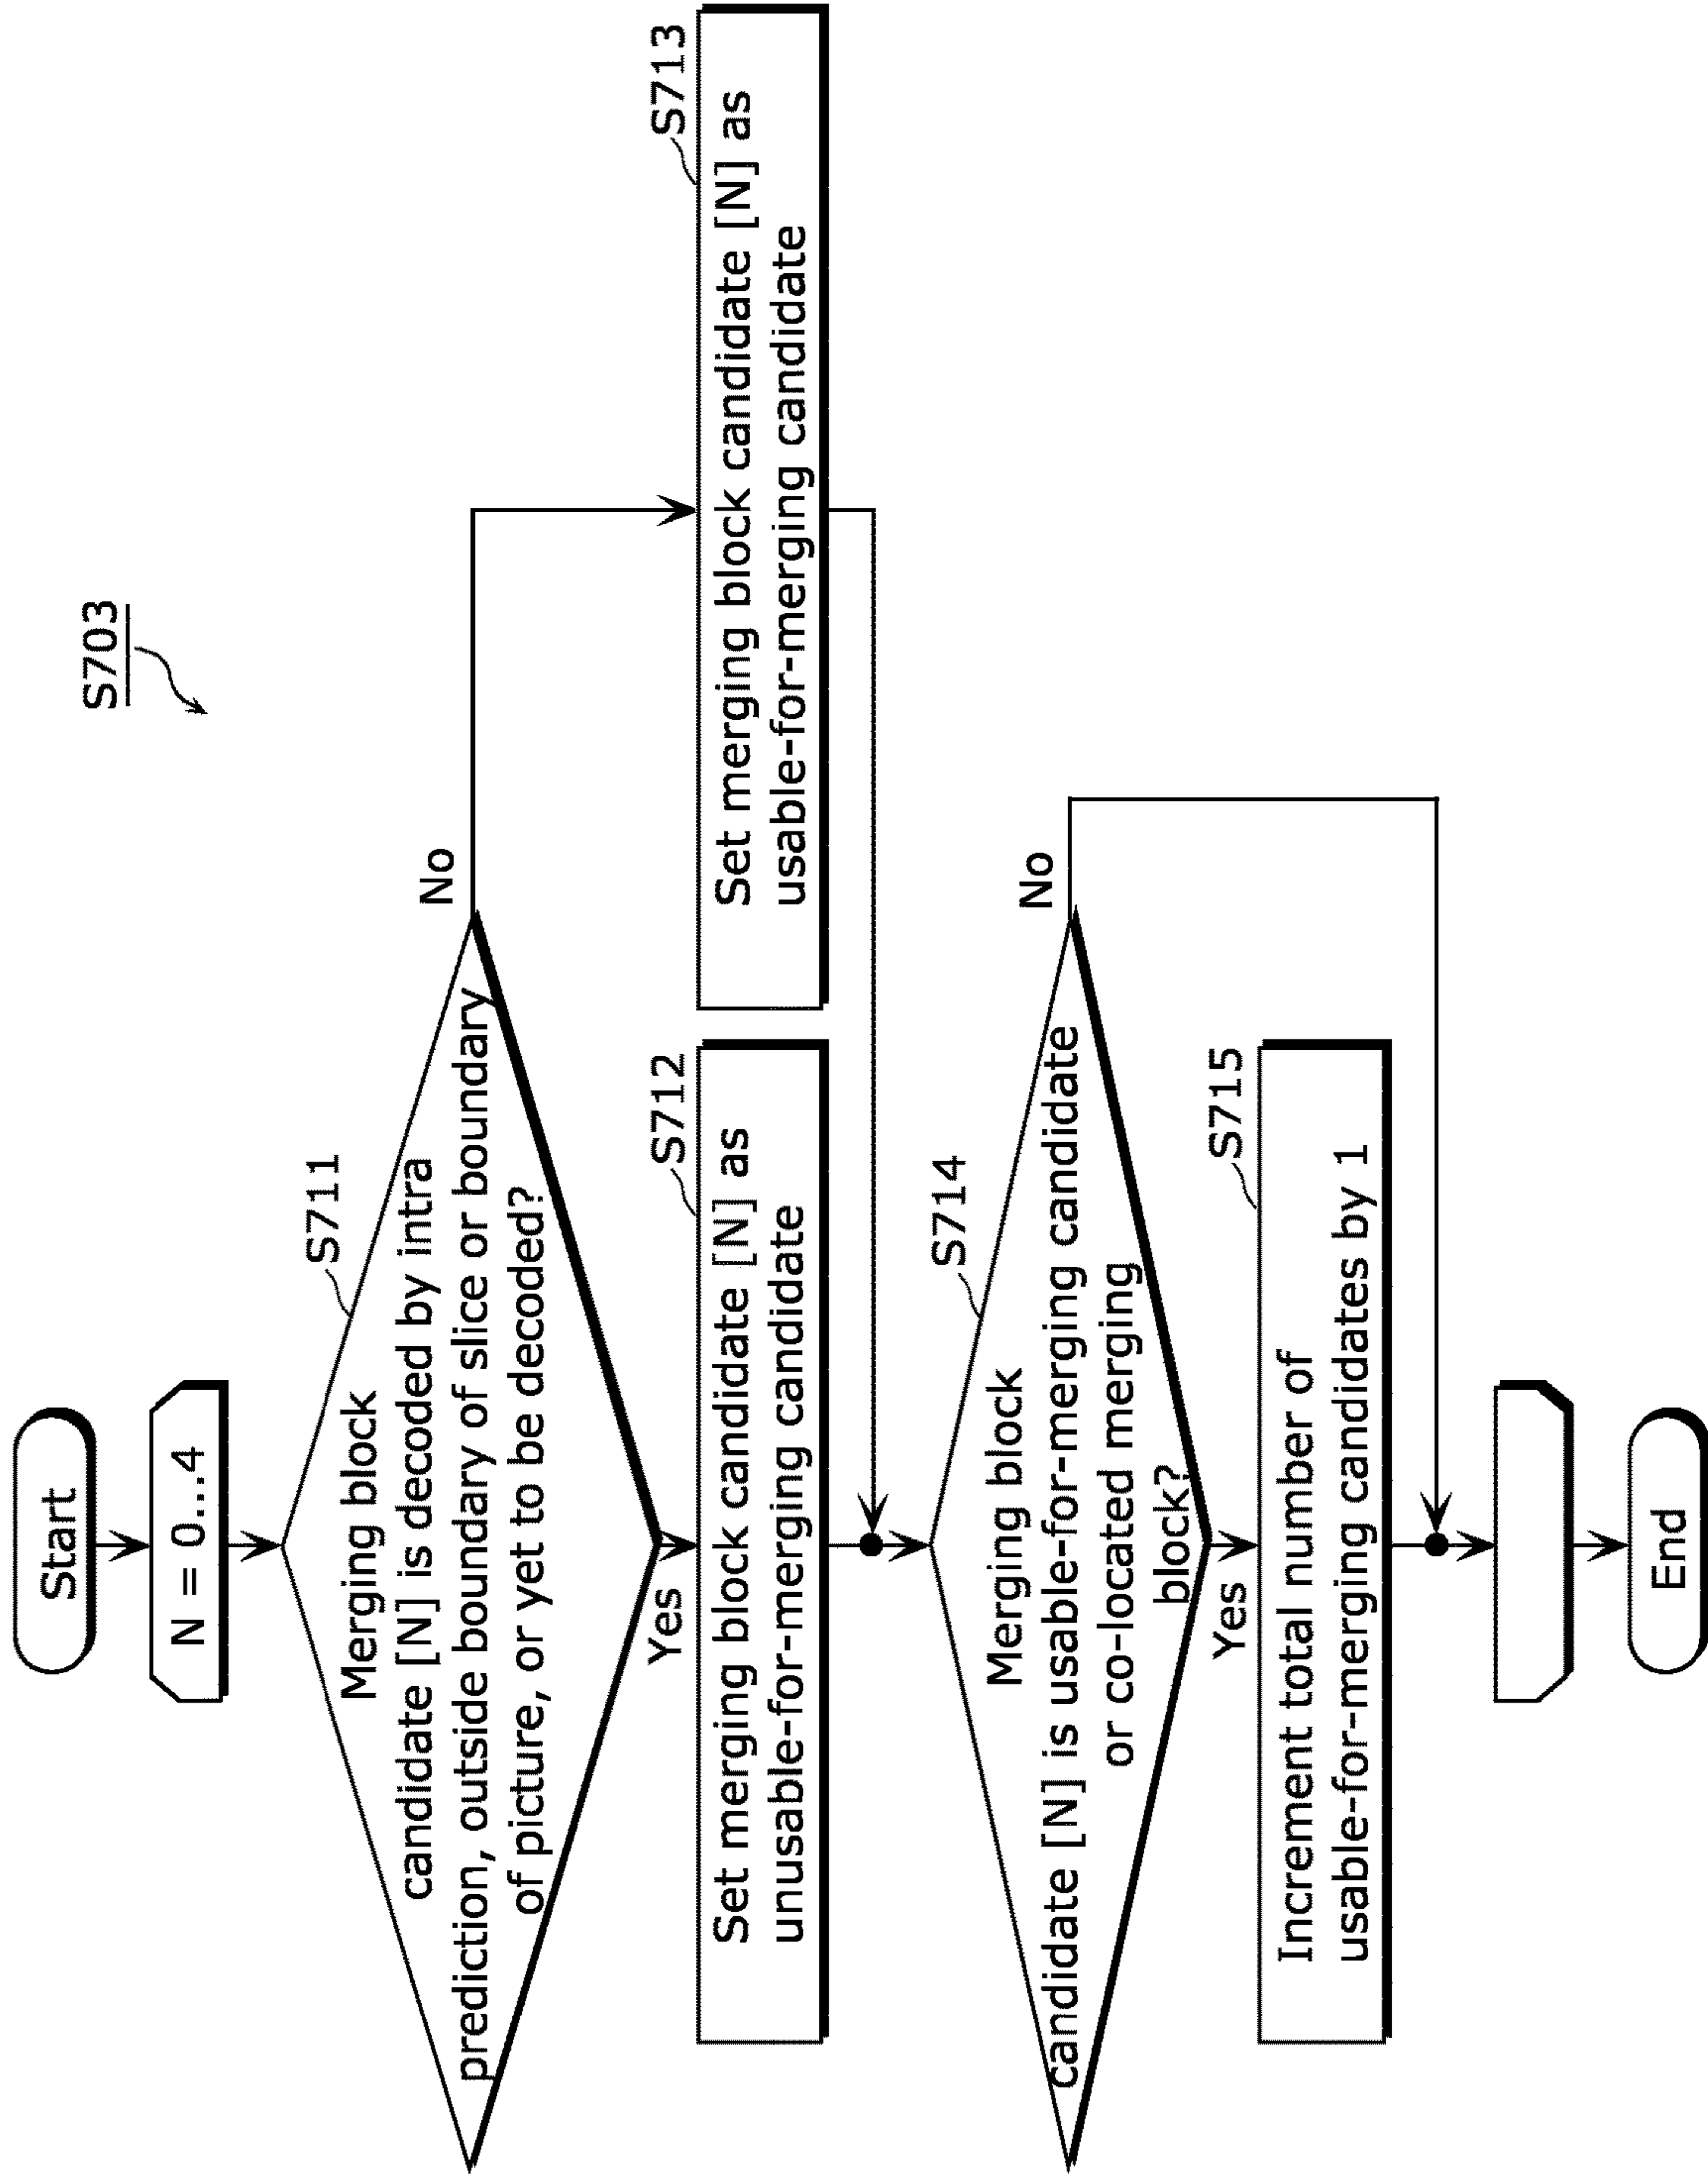 S703
Start
N = 0...4
S711
Merging block
candidate [N] is decoded by intra
prediction, outside boundary of slice or boundary
of picture, or yet to be decoded?
No
Yes
S712
Set merging block candidate [N] as
unusable-for-merging candidate
S713
Set merging block candidate [N] as
usable-for-merging candidate
S714
Merging block
candidate [N] is usable-for-merging candidate
or co-located merging
block?
No
Yes
S715
Increment total number of
usable-for-merging candidates by 1
End